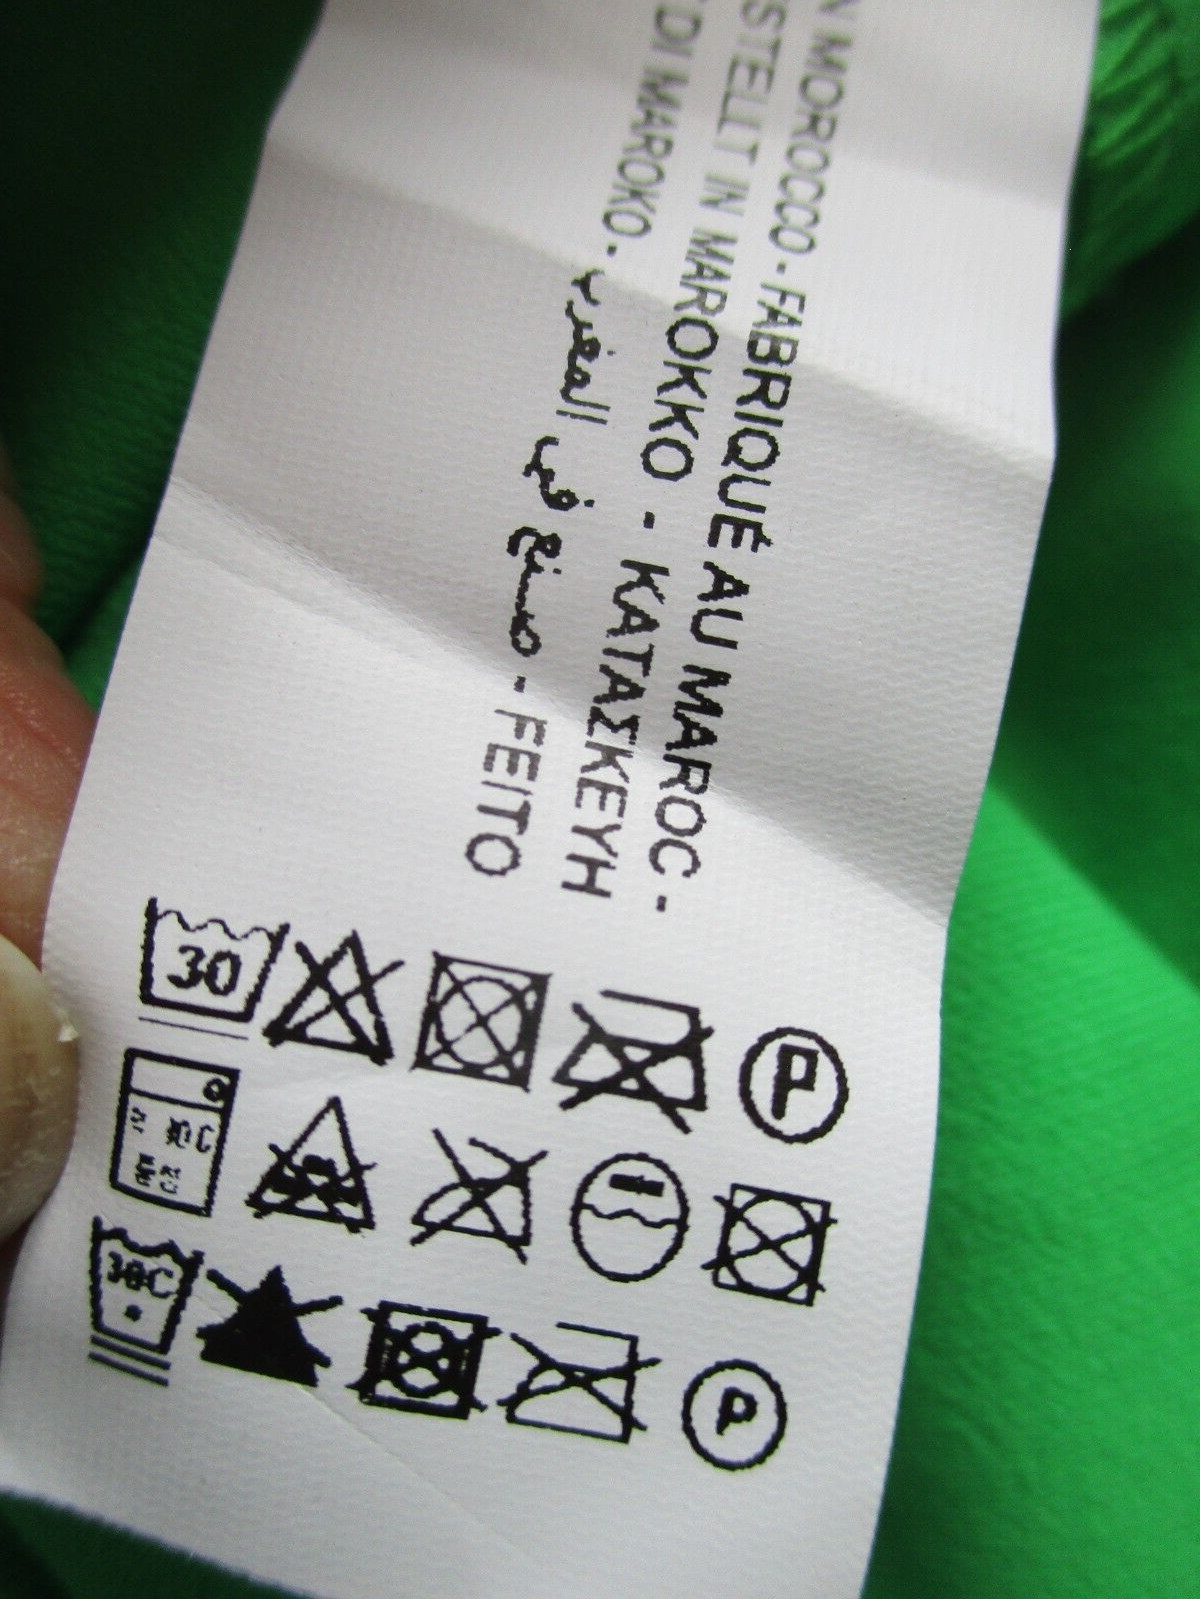 N MOROCCO - FABRIQUÉ AU MAROC -
STELLT IN MAROKKO - ΚΑΤΑΣΚΕΥΗ
DI MAROKO - صنع في المغرب - FEITO
30
P
30C
P